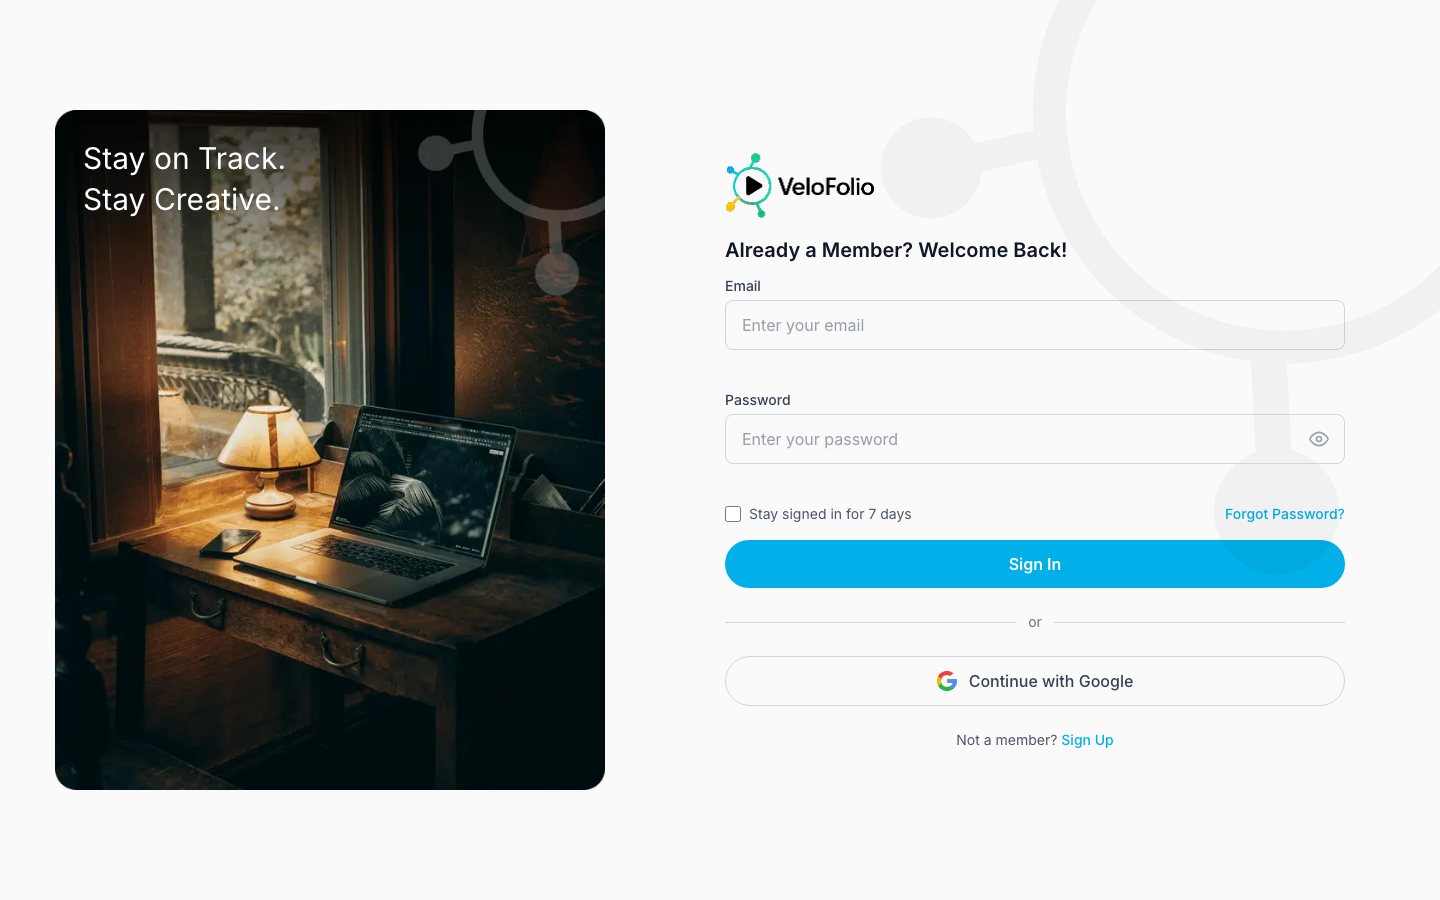 Stay on Track.
Stay Creative.
VeloFolio
Already a Member? Welcome Back!
Email
Enter your email
Password
Enter your password
Stay signed in for 7 days
Forgot Password?
Sign In
or
Continue with Google
Not a member? Sign Up